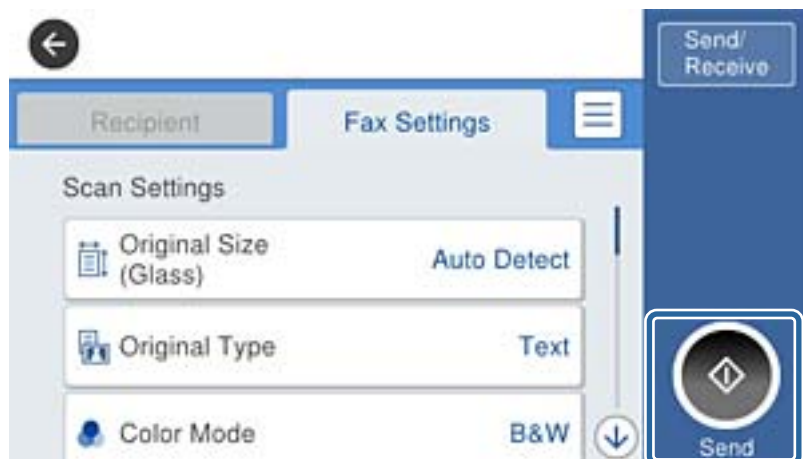 Send/
Receive
Recipient
Fax Settings
Scan Settings
Original Size
(Glass)
Auto Detect
Original Type
Text
Color Mode
B&W
Send